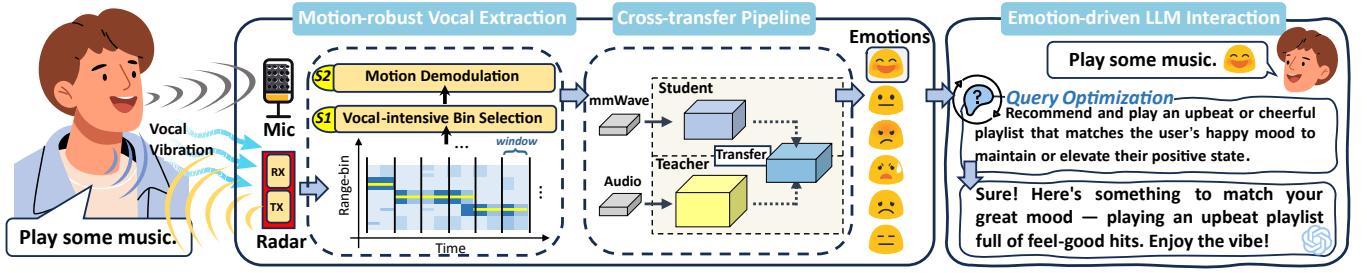 Motion-robust Vocal Extraction
Cross-transfer Pipeline
Emotion-driven LLM Interaction
Vocal
Vibration
Play some music.
Mic
RX
TX
Radar
S2
Motion Demodulation
S1
Vocal-intensive Bin Selection
...
window
Range-bin
...
Time
mmWave
Student
Transfer
Teacher
Audio
Emotions
Play some music.
?
Query Optimization
Recommend and play an upbeat or cheerful
playlist that matches the user's happy mood to
maintain or elevate their positive state.
Sure! Here's something to match your
great mood — playing an upbeat playlist
full of feel-good hits. Enjoy the vibe!